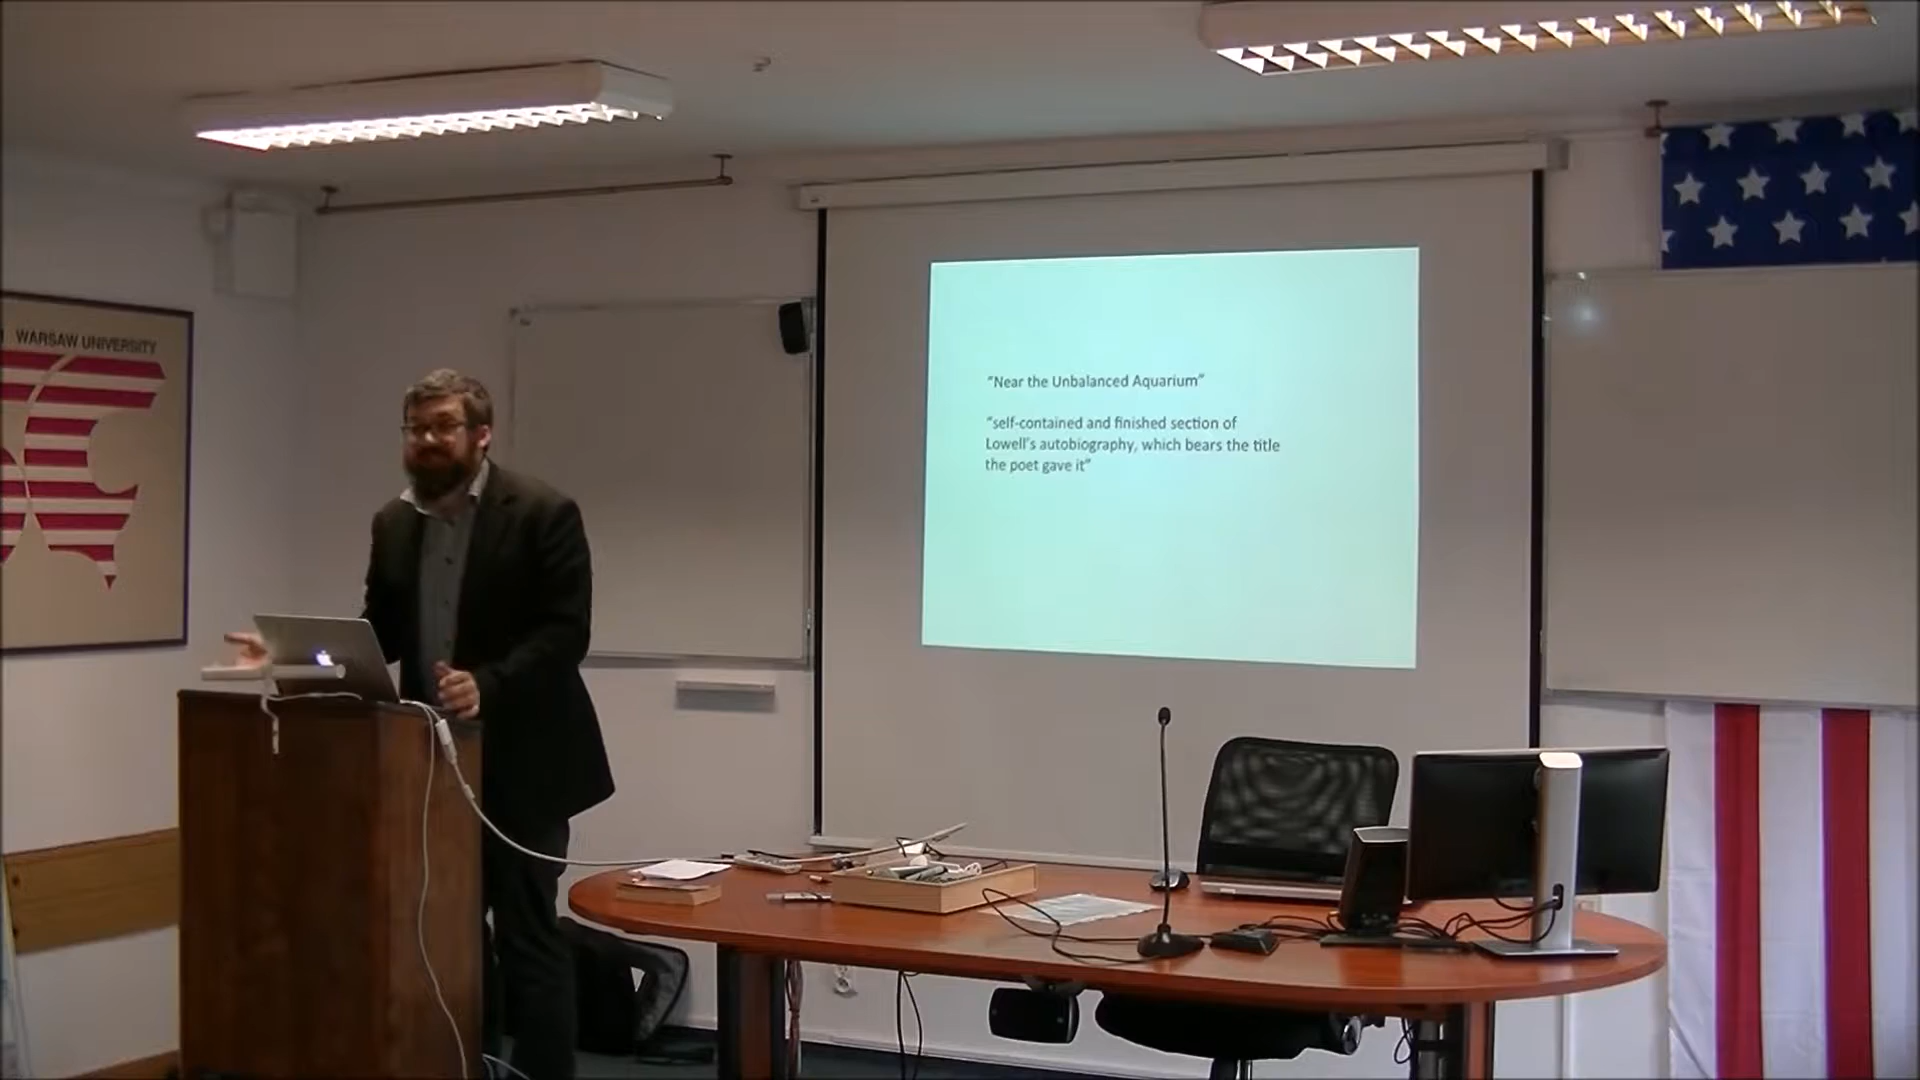 WARSAW UNIVERSITY
“Near the Unbalanced Aquarium”
“self-contained and finished section of
Lowell’s autobiography, which bears the title
the poet gave it”